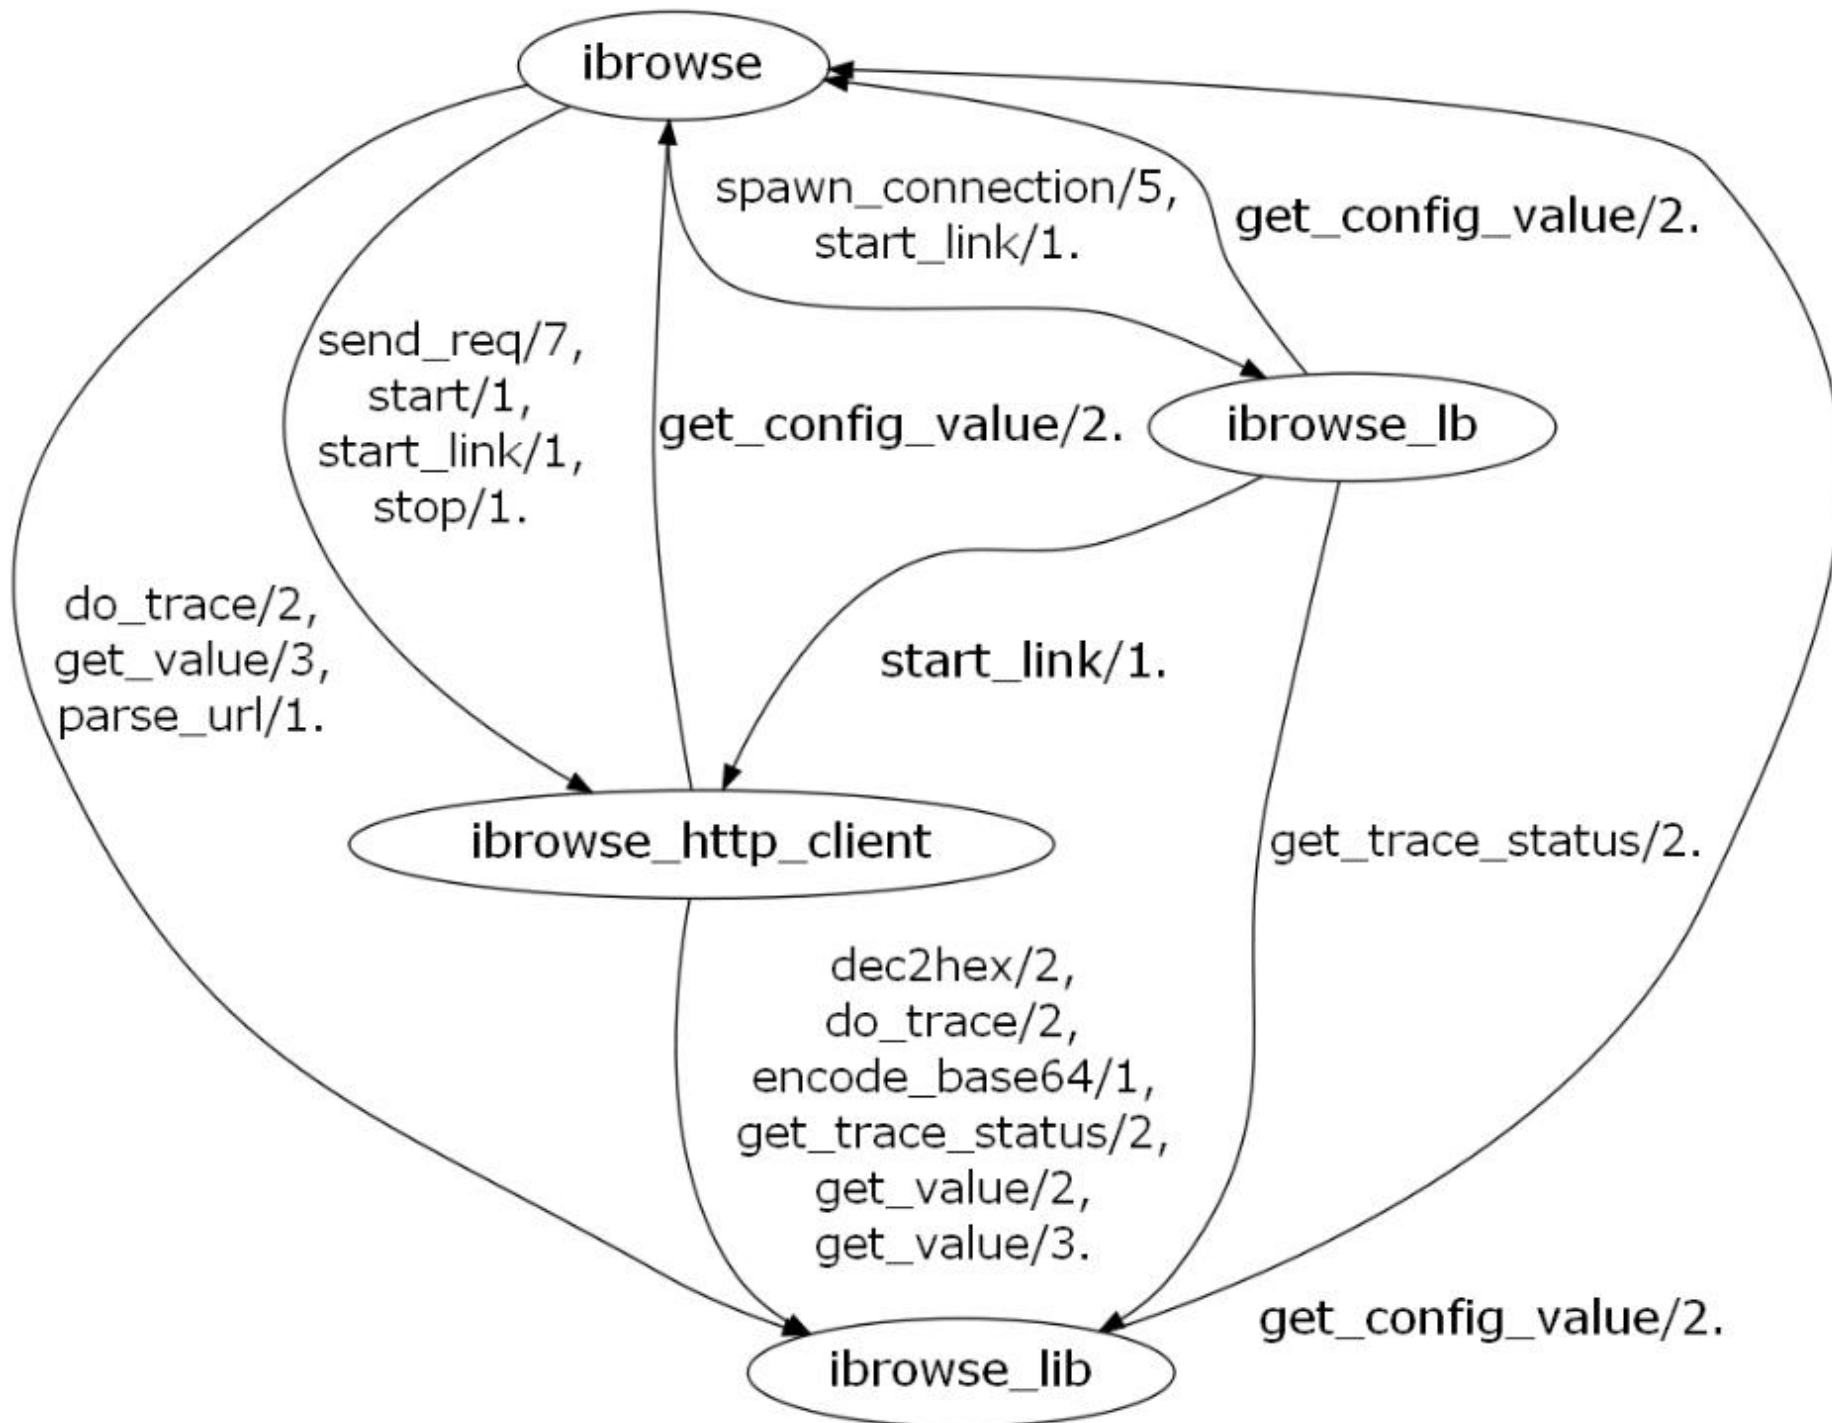 ibrowse
spawn_connection/5,
start_link/1.
get_config_value/2.
send_req/7,
start/1,
start_link/1,
stop/1.
get_config_value/2.
ibrowse_lb
do_trace/2,
get_value/3,
parse_url/1.
start_link/1.
ibrowse_http_client
get_trace_status/2.
dec2hex/2,
do_trace/2,
encode_base64/1,
get_trace_status/2,
get_value/2,
get_value/3.
get_config_value/2.
ibrowse_lib